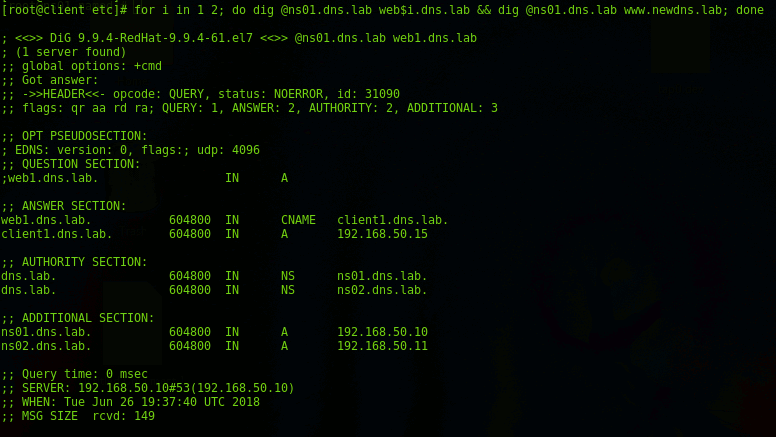 [root@client etc]# for i in 1 2; do dig @ns01.dns.lab web$i.dns.lab && dig @ns01.dns.lab www.newdns.lab; done
; <<>> DiG 9.9.4-RedHat-9.9.4-61.el7 <<>> @ns01.dns.lab web1.dns.lab
; (1 server found)
;; global options: +cmd
;; Got answer:
;; ->>HEADER<<- opcode: QUERY, status: NOERROR, id: 31090
;; flags: qr aa rd ra; QUERY: 1, ANSWER: 2, AUTHORITY: 2, ADDITIONAL: 3
;; OPT PSEUDOSECTION:
; EDNS: version: 0, flags:; udp: 4096
;; QUESTION SECTION:
;web1.dns.lab. IN A
;; ANSWER SECTION:
web1.dns.lab. 604800 IN CNAME client1.dns.lab.
client1.dns.lab. 604800 IN A 192.168.50.15
;; AUTHORITY SECTION:
dns.lab. 604800 IN NS ns01.dns.lab.
dns.lab. 604800 IN NS ns02.dns.lab.
;; ADDITIONAL SECTION:
ns01.dns.lab. 604800 IN A 192.168.50.10
ns02.dns.lab. 604800 IN A 192.168.50.11
;; Query time: 0 msec
;; SERVER: 192.168.50.10#53(192.168.50.10)
;; WHEN: Tue Jun 26 19:37:40 UTC 2018
;; MSG SIZE rcvd: 149